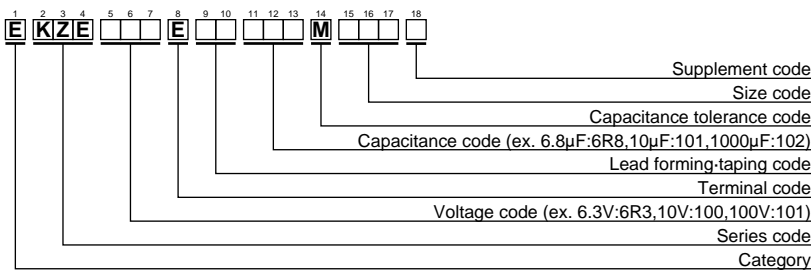 1 2 3 4 5 6 7 8 9 10 11 12 13 14 15 16 17 18
E K Z E E M
Supplement code
Size code
Capacitance tolerance code
Capacitance code (ex. 6.8μF:6R8,10μF:101,1000μF:102)
Lead forming·taping code
Terminal code
Voltage code (ex. 6.3V:6R3,10V:100,100V:101)
Series code
Category